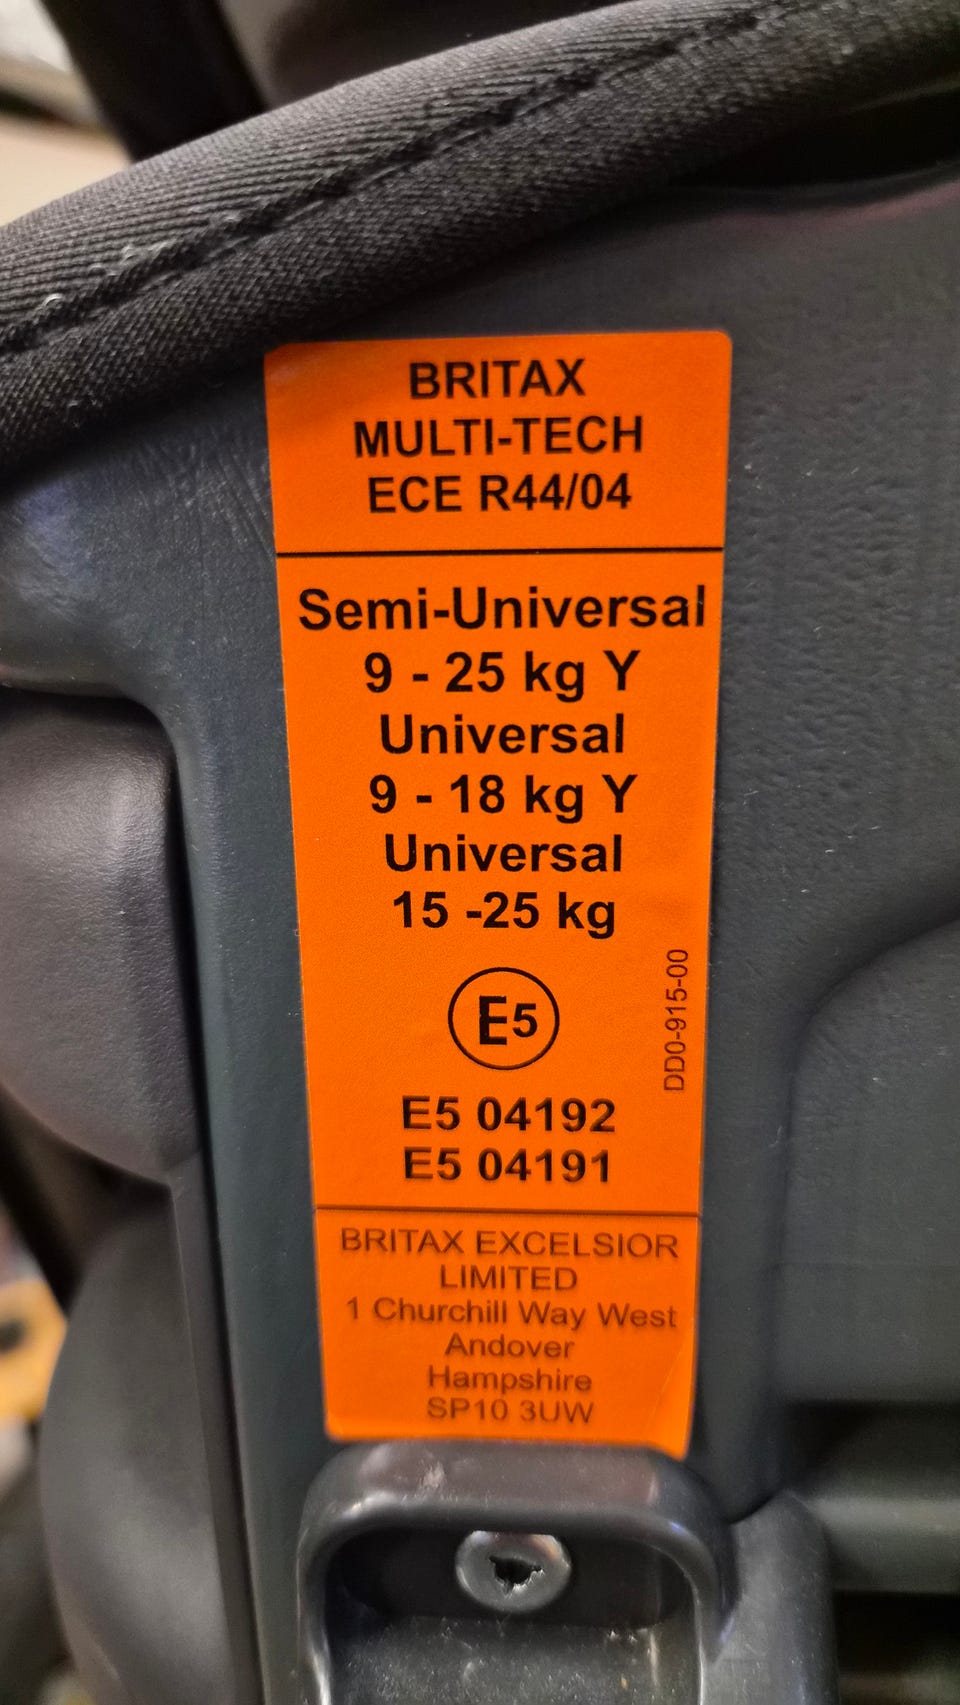 BRITAX
MULTI-TECH
ECE R44/04
Semi-Universal
9 - 25 kg Y
Universal
9 - 18 kg Y
Universal
15 -25 kg
E5
DD0-915-00
E5 04192
E5 04191
BRITAX EXCELSIOR
LIMITED
1 Churchill Way West
Andover
Hampshire
SP10 3UW